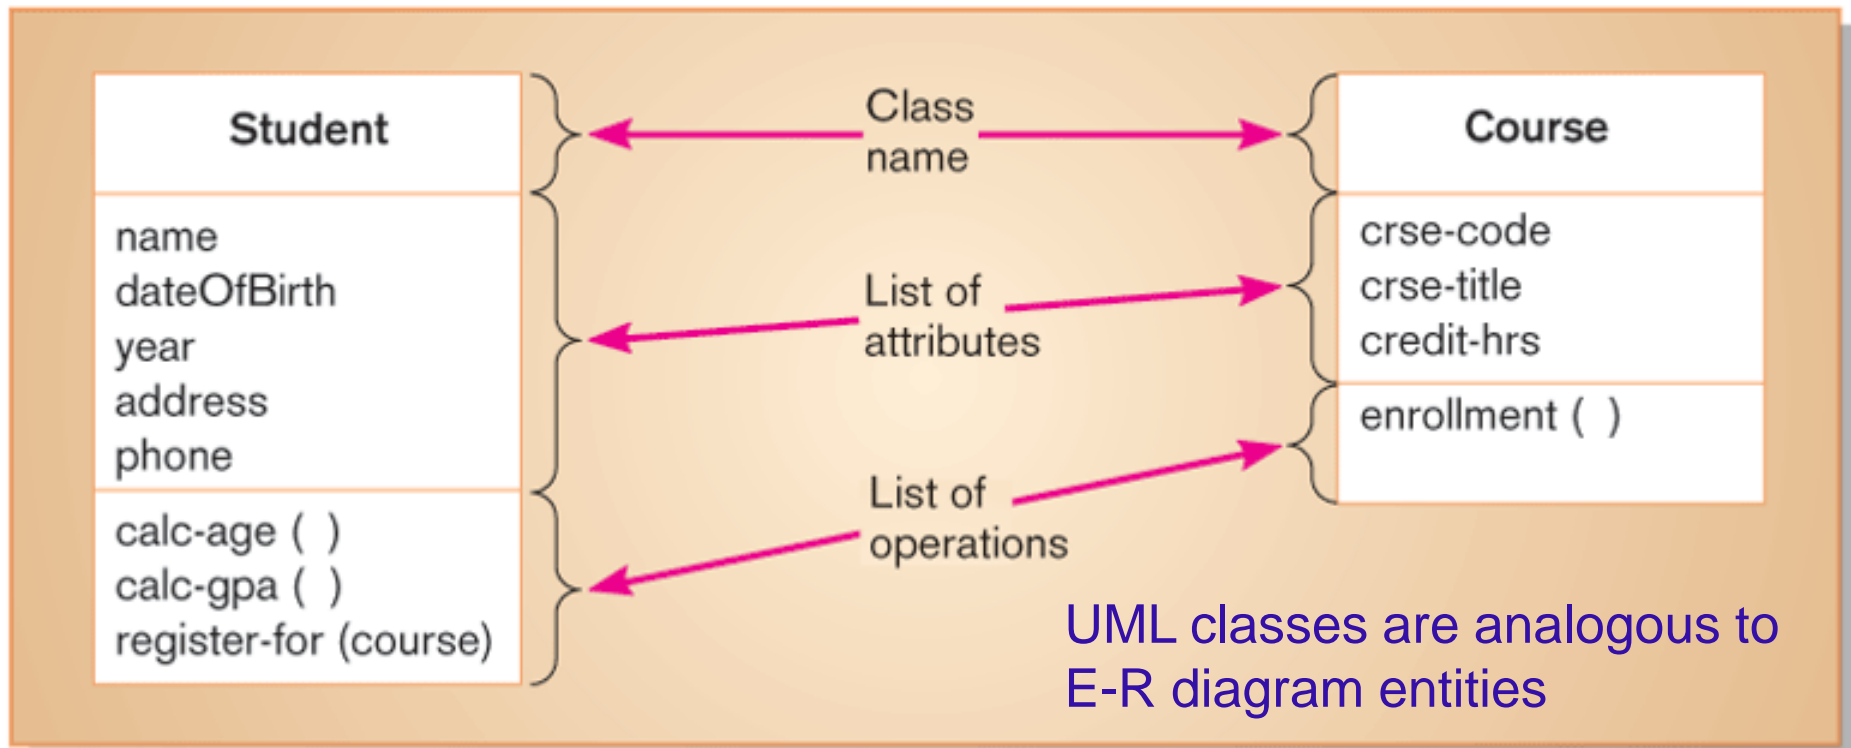 Student
name
dateOfBirth
year
address
phone
calc-age ( )
calc-gpa ( )
register-for (course)
Class
name
List of
attributes
List of
operations
Course
crse-code
crse-title
credit-hrs
enrollment ( )
UML classes are analogous to
E-R diagram entities